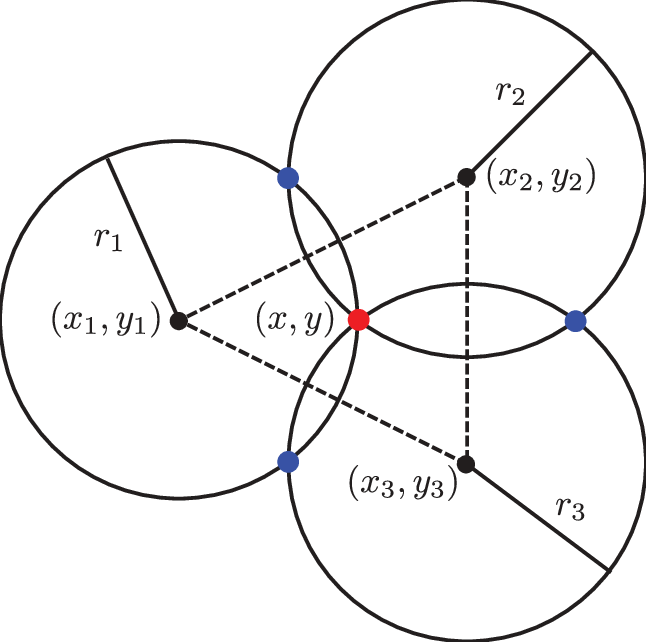 r₂
(x₂, y₂)
r₁
(x₁, y₁)
(x, y)
(x₃, y₃)
r₃